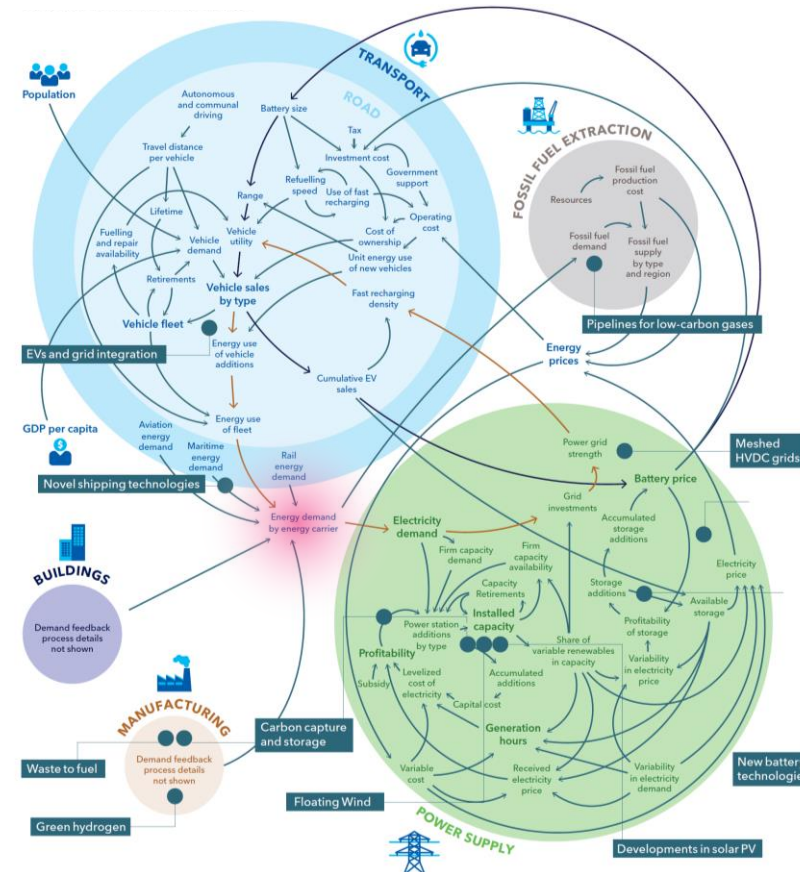 TRANSPORT
ROAD
Population
Autonomous
and communal
driving
Battery size
Tax
Travel distance
per vehicle
Investment cost
Government
support
Refuelling
speed
Use of fast
recharging
Range
Lifetime
Operating
cost
Fuelling
and repair
availability
Vehicle
demand
Vehicle
utility
Cost of
ownership
Unit energy use
of new vehicles
Retirements
Vehicle sales
by type
Fast recharging
density
Vehicle fleet
EVs and grid integration
Energy use
of vehicle
additions
Cumulative EV
sales
GDP per capita
Energy use
of fleet
Aviation
energy
demand
Maritime
energy
demand
Rail
energy
demand
Novel shipping technologies
Energy demand
by energy carrier
FOSSIL FUEL EXTRACTION
Fossil fuel
production
cost
Resources
Fossil fuel
demand
Fossil fuel
supply
by type
and region
Pipelines for low-carbon gases
Energy
prices
Power grid
strength
Meshed
HVDC grids
Battery price
Grid
investments
Accumulated
storage
additions
Electricity
demand
Firm capacity
demand
Firm
capacity
availability
Electricity
price
Capacity
Retirements
Storage
additions
Available
storage
Installed
capacity
Power station
additions
by type
Profitability
of storage
Share of
variable renewables
in capacity
Profitability
Variability
in electricity
price
Subsidy
Levelized
cost of
electricity
Accumulated
additions
Capital cost
Generation
hours
Variable
cost
Received
electricity
price
Variability
in electricity
demand
New battery
technologie
POWER SUPPLY
Developments in solar PV
Floating Wind
Carbon capture
and storage
BUILDINGS
Demand feedback
process details
not shown
MANUFACTURING
Demand feedback
process details
not shown
Waste to fuel
Green hydrogen